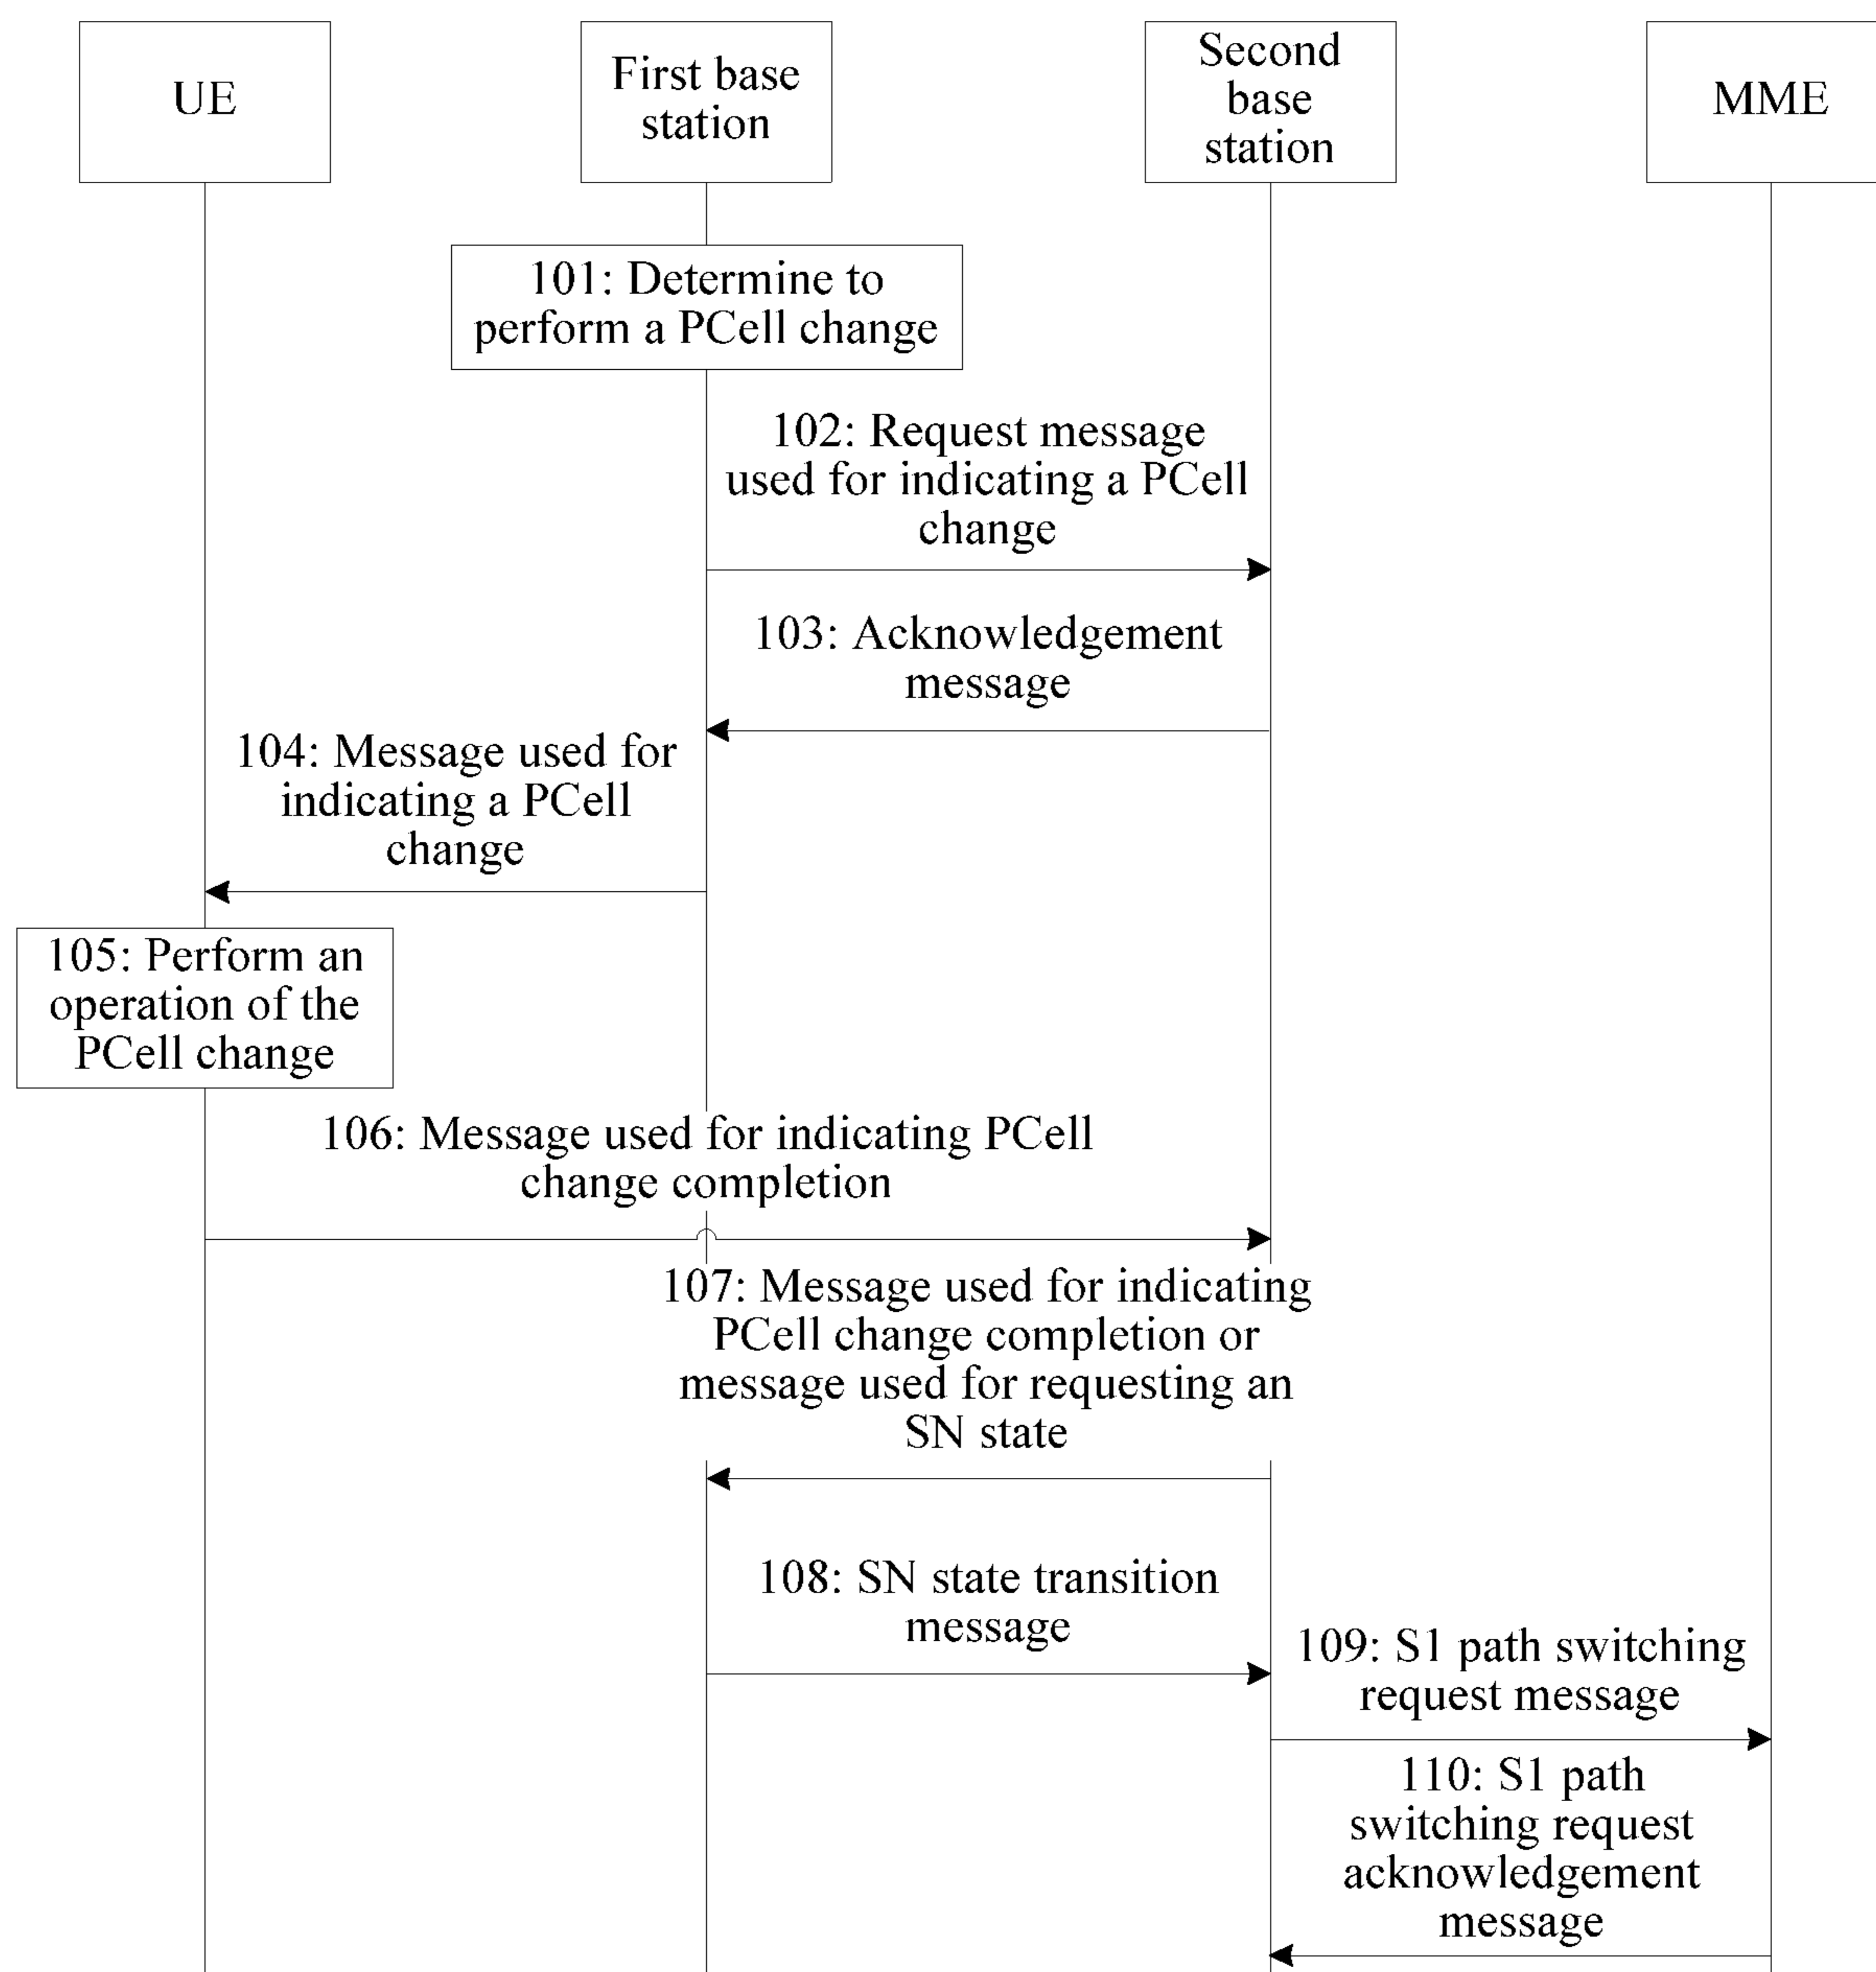 UE
First base
station
Second
base
station
MME
101: Determine to
perform a PCell change
102: Request message
used for indicating a PCell
change
103: Acknowledgement
message
104: Message used for
indicating a PCell
change
105: Perform an
operation of the
PCell change
106: Message used for indicating PCell
change completion
107: Message used for indicating
PCell change completion or
message used for requesting an
SN state
108: SN state transition
message
109: S1 path switching
request message
110: S1 path
switching request
acknowledgement
message